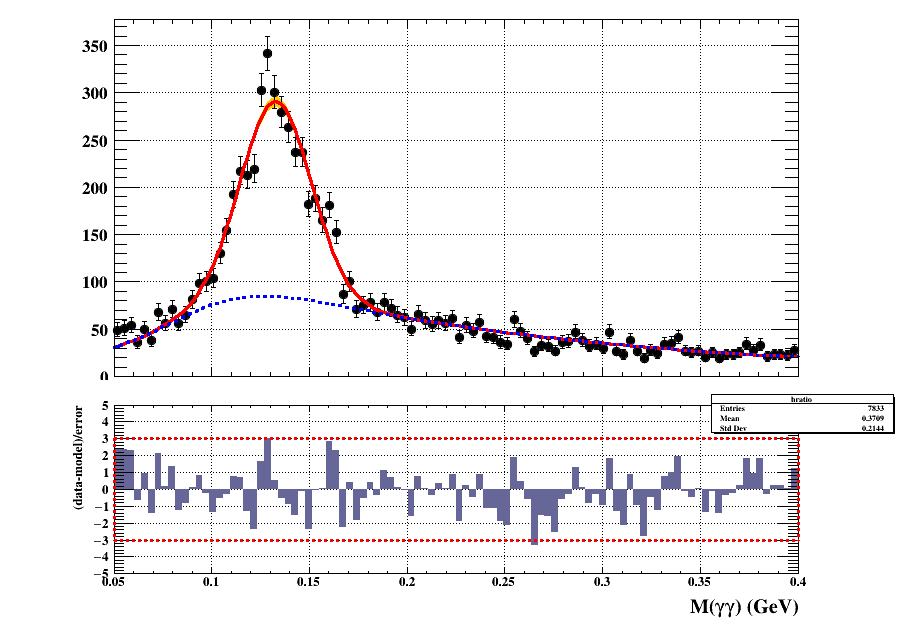 350
300
250
200
150
100
50
0
hratio
Entries 7833
Mean 0.3709
Std Dev 0.2144
(data-model)/error
5
4
3
2
1
0
−1
−2
−3
−4
−5
0.05 0.1 0.15 0.2 0.25 0.3 0.35 0.4
M(γγ) (GeV)